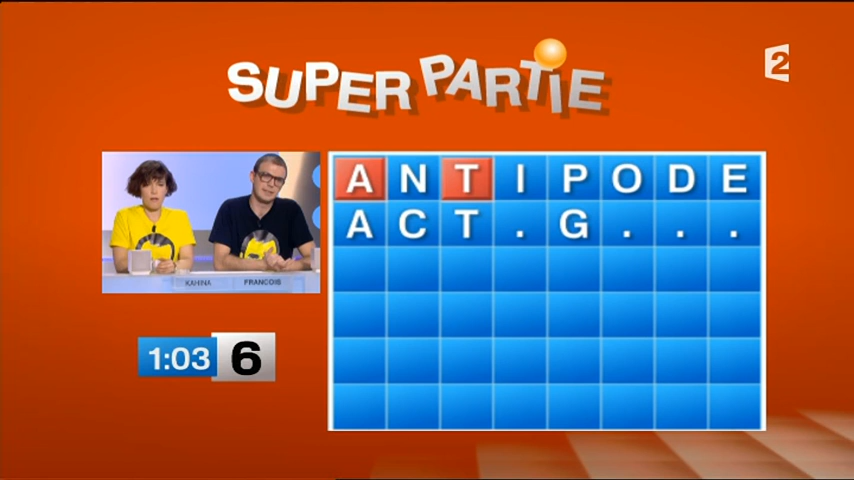 SUPER PARTIE
2
ANTIPODE
ACT.G...
KAHINA FRANCOIS
1:03 6